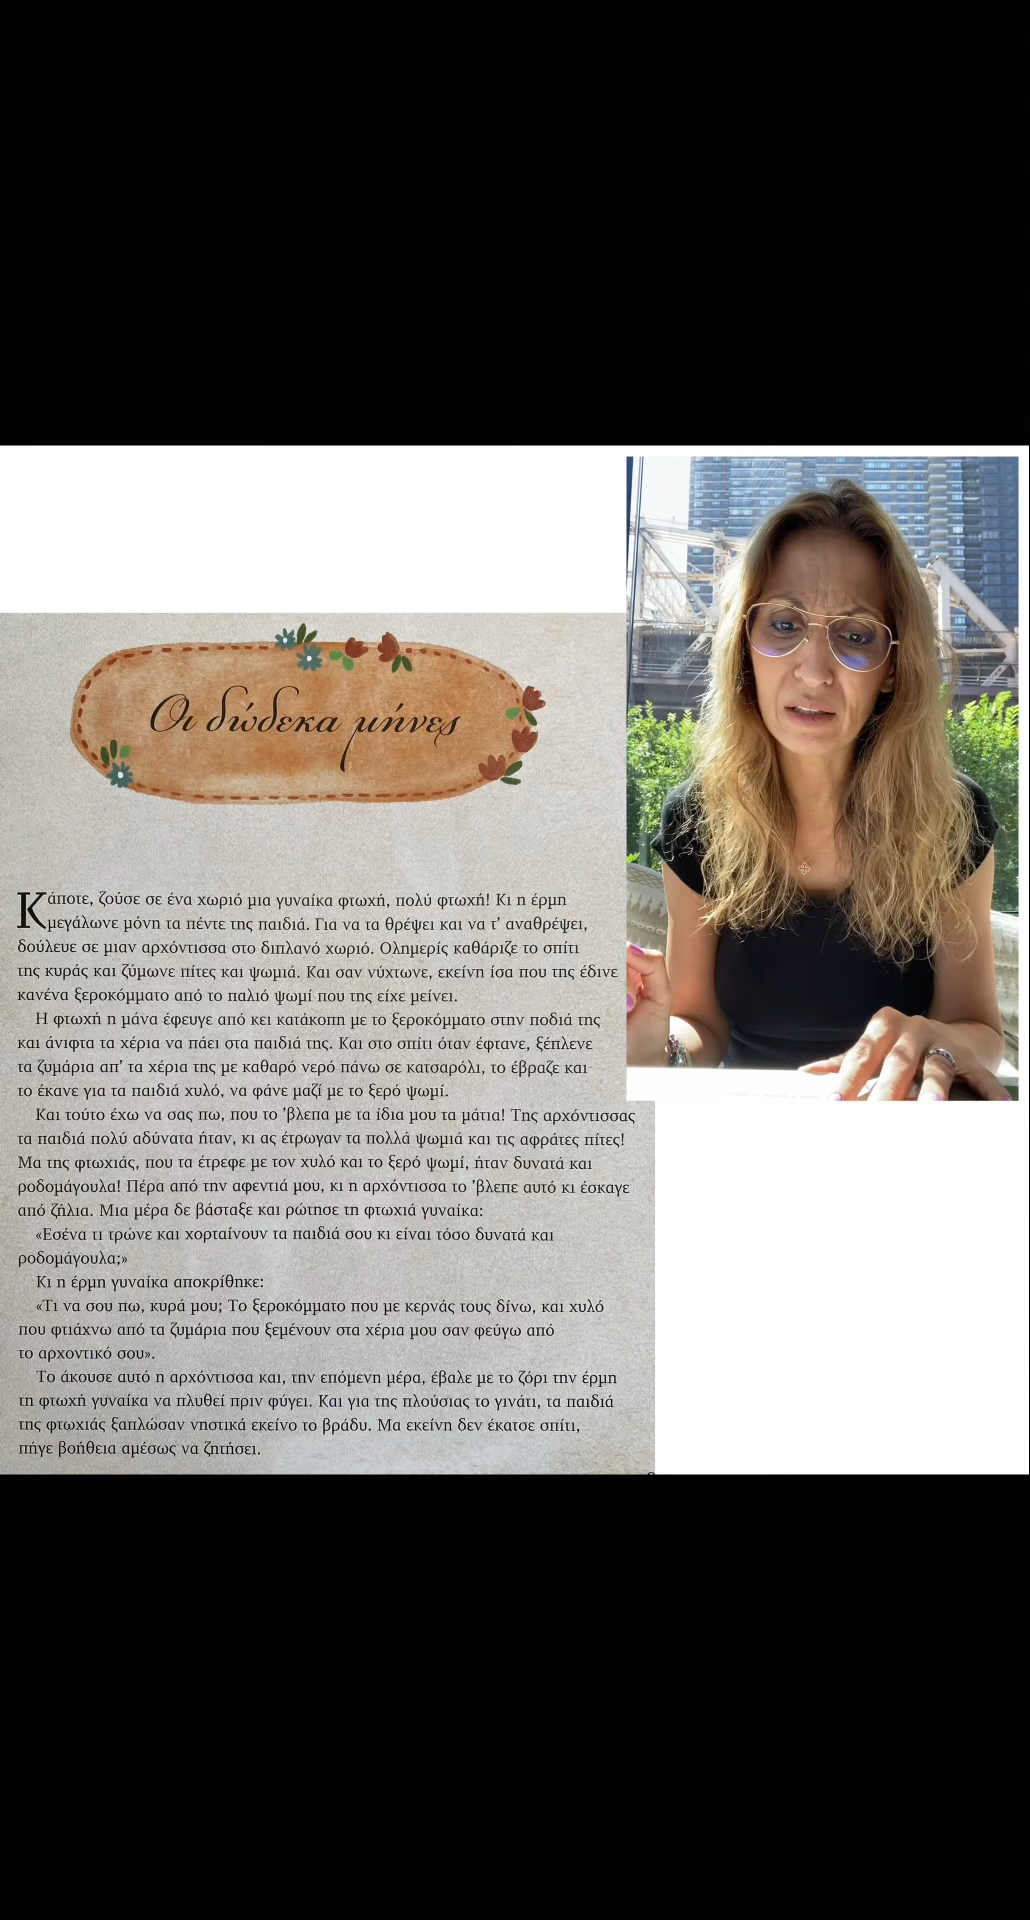 Οι δώδεκα μήνες
Κάποτε, ζούσε σε ένα χωριό μια γυναίκα φτωχή, πολύ φτωχή! Κι η έρμη
μεγάλωνε μόνη τα πέντε της παιδιά. Για να τα θρέψει και να τ’ αναθρέψει,
δούλευε σε μιαν αρχόντισσα στο διπλανό χωριό. Ολημερίς καθάριζε το σπίτι
της κυράς και ζύμωνε πίτες και ψωμιά. Και σαν νύχτωνε, εκείνη ίσα που της έδινε
κανένα ξεροκόμματο από το παλιό ψωμί που της είχε μείνει.
Η φτωχή η μάνα έφευγε από κει κατάκοπη με το ξεροκόμματο στην ποδιά της
και άνιφτα τα χέρια να πάει στα παιδιά της. Και στο σπίτι όταν έφτανε, ξέπλενε
τα ζυμάρια απ’ τα χέρια της με καθαρό νερό πάνω σε κατσαρόλι, το έβραζε και
το έκανε για τα παιδιά χυλό, να φάνε μαζί με το ξερό ψωμί.
Και τούτο έχω να σας πω, που το ’βλεπα με τα ίδια μου τα μάτια! Της αρχόντισσας
τα παιδιά πολύ αδύνατα ήταν, κι ας έτρωγαν τα πολλά ψωμιά και τις αφράτες πίτες!
Μα της φτωχιάς, που τα έτρεφε με τον χυλό και το ξερό ψωμί, ήταν δυνατά και
ροδομάγουλα! Πέρα από την αφεντιά μου, κι η αρχόντισσα το ’βλεπε αυτό κι έσκαγε
από ζήλια. Μια μέρα δε βάσταξε και ρώτησε τη φτωχιά γυναίκα:
«Εσένα τι τρώνε και χορταίνουν τα παιδιά σου κι είναι τόσο δυνατά και
ροδομάγουλα;»
Κι η έρμη γυναίκα αποκρίθηκε:
«Τι να σου πω, κυρά μου; Το ξεροκόμματο που με κερνάς τους δίνω, και χυλό
που φτιάχνω από τα ζυμάρια που ξεμένουν στα χέρια μου σαν φεύγω από
το αρχοντικό σου».
Το άκουσε αυτό η αρχόντισσα και, την επόμενη μέρα, έβαλε με το ζόρι την έρμη
τη φτωχή γυναίκα να πλυθεί πριν φύγει. Και για της πλούσιας το γινάτι, τα παιδιά
της φτωχιάς ξαπλώσαν νηστικά εκείνο το βράδυ. Μα εκείνη δεν έκατσε σπίτι,
πήγε βοήθεια αμέσως να ζητήσει.